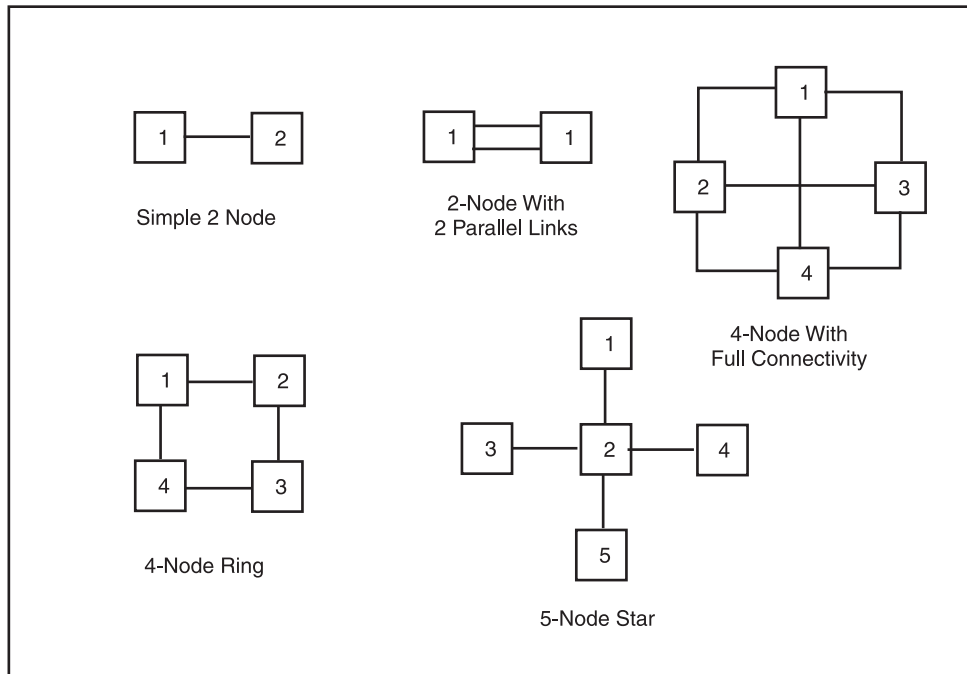 1
2
Simple 2 Node
1
1
2-Node With
2 Parallel Links
1
2
3
4
4-Node With
Full Connectivity
1
2
4
3
4-Node Ring
1
3
2
4
5
5-Node Star